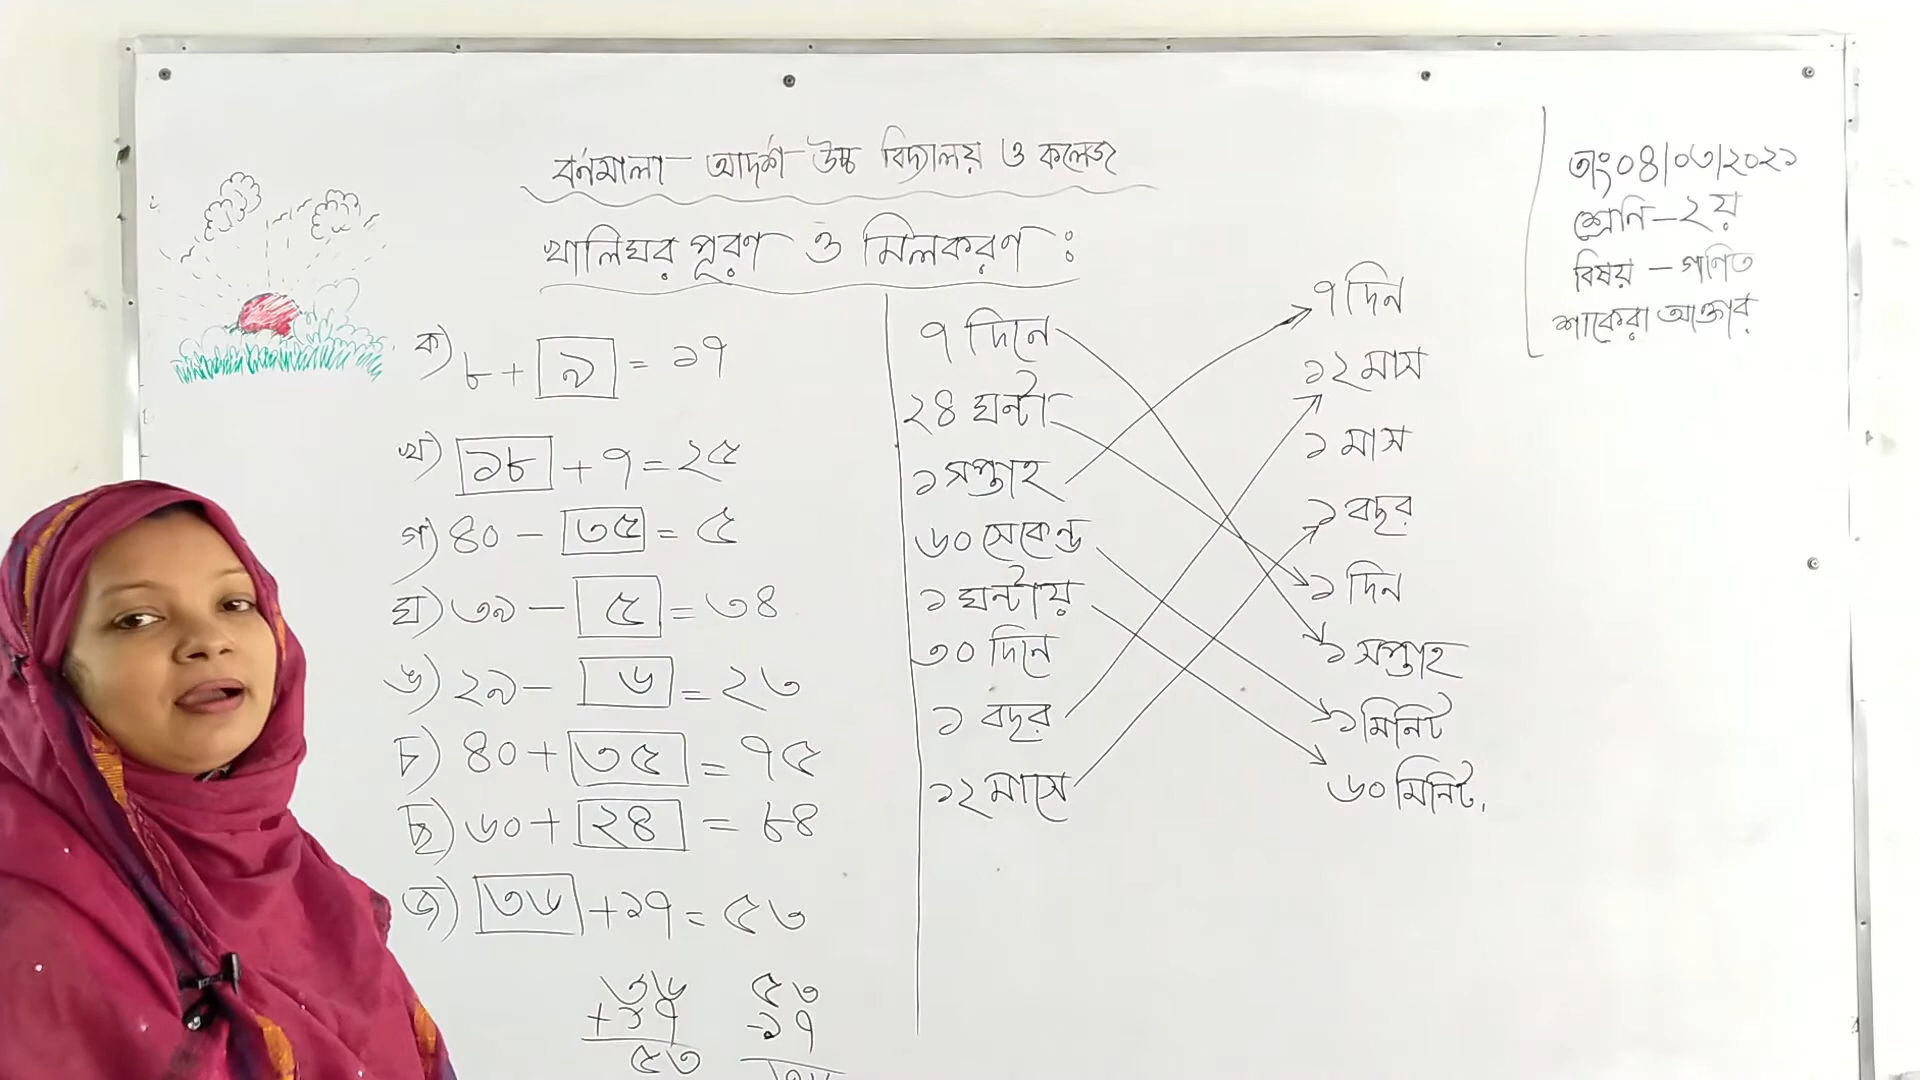 বর্ণমালা আদর্শ উচ্চ বিদ্যালয় ও কলেজ
খালিঘর পূরণ ও মিলকরণ :
ক) ৮ + ৯ = ১৭
খ) ১৮ + ৭ = ২৫
গ) ৪০ - ৩৫ = ৫
ঘ) ৩৯ - ৫ = ৩৪
ঙ) ২৯ - ৬ = ২৩
চ) ৪০ + ৩৫ = ৭৫
ছ) ৬০ + ২৪ = ৮৪
জ) ৩৬ + ১৭ = ৫৩
৩৬
+১৭
৫৩
৫৩
-১৭
৩৬
৭ দিনে
২৪ ঘন্টা
১ সপ্তাহ
৬০ সেকেন্ড
১ ঘন্টায়
৩০ দিনে
১ বছর
১২ মাসে
৭ দিন
১২ মাস
১ মাস
১ বছর
১ দিন
১ সপ্তাহ
১ মিনিট
৬০ মিনিট.
তাং০৪/০৩/২০২১
শ্রেণি - ২য়
বিষয় - গণিত
শাকেরা আক্তার